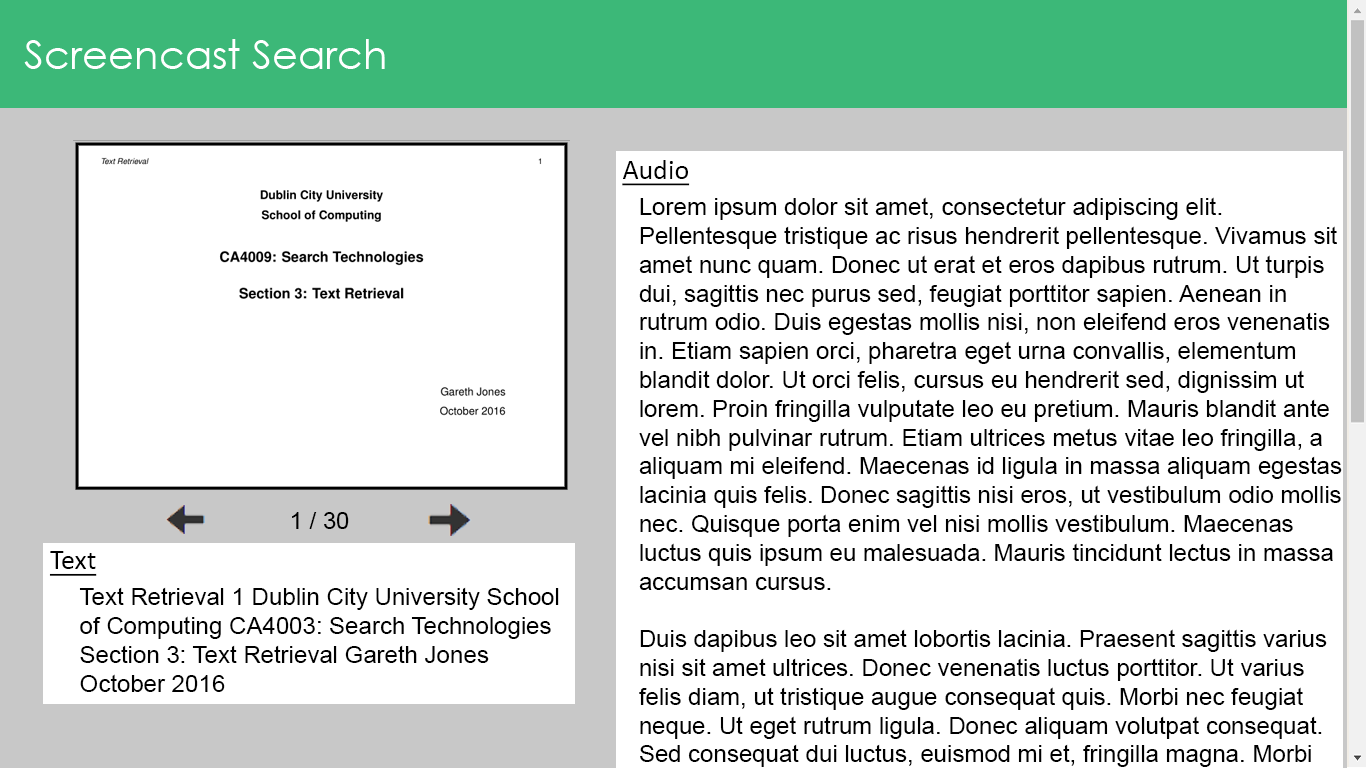 Screencast Search
Text Retrieval
1
Dublin City University
School of Computing
CA4009: Search Technologies
Section 3: Text Retrieval
Gareth Jones
October 2016
1 / 30
Text
Text Retrieval 1 Dublin City University School
of Computing CA4003: Search Technologies
Section 3: Text Retrieval Gareth Jones
October 2016
Audio
Lorem ipsum dolor sit amet, consectetur adipiscing elit.
Pellentesque tristique ac risus hendrerit pellentesque. Vivamus sit
amet nunc quam. Donec ut erat et eros dapibus rutrum. Ut turpis
dui, sagittis nec purus sed, feugiat porttitor sapien. Aenean in
rutrum odio. Duis egestas mollis nisi, non eleifend eros venenatis
in. Etiam sapien orci, pharetra eget urna convallis, elementum
blandit dolor. Ut orci felis, cursus eu hendrerit sed, dignissim ut
lorem. Proin fringilla vulputate leo eu pretium. Mauris blandit ante
vel nibh pulvinar rutrum. Etiam ultrices metus vitae leo fringilla, a
aliquam mi eleifend. Maecenas id ligula in massa aliquam egestas
lacinia quis felis. Donec sagittis nisi eros, ut vestibulum odio mollis
nec. Quisque porta enim vel nisi mollis vestibulum. Maecenas
luctus quis ipsum eu malesuada. Mauris tincidunt lectus in massa
accumsan cursus.
Duis dapibus leo sit amet lobortis lacinia. Praesent sagittis varius
nisi sit amet ultrices. Donec venenatis luctus porttitor. Ut varius
felis diam, ut tristique augue consequat quis. Morbi nec feugiat
neque. Ut eget rutrum ligula. Donec aliquam volutpat consequat.
Sed consequat dui luctus, euismod mi et, fringilla magna. Morbi